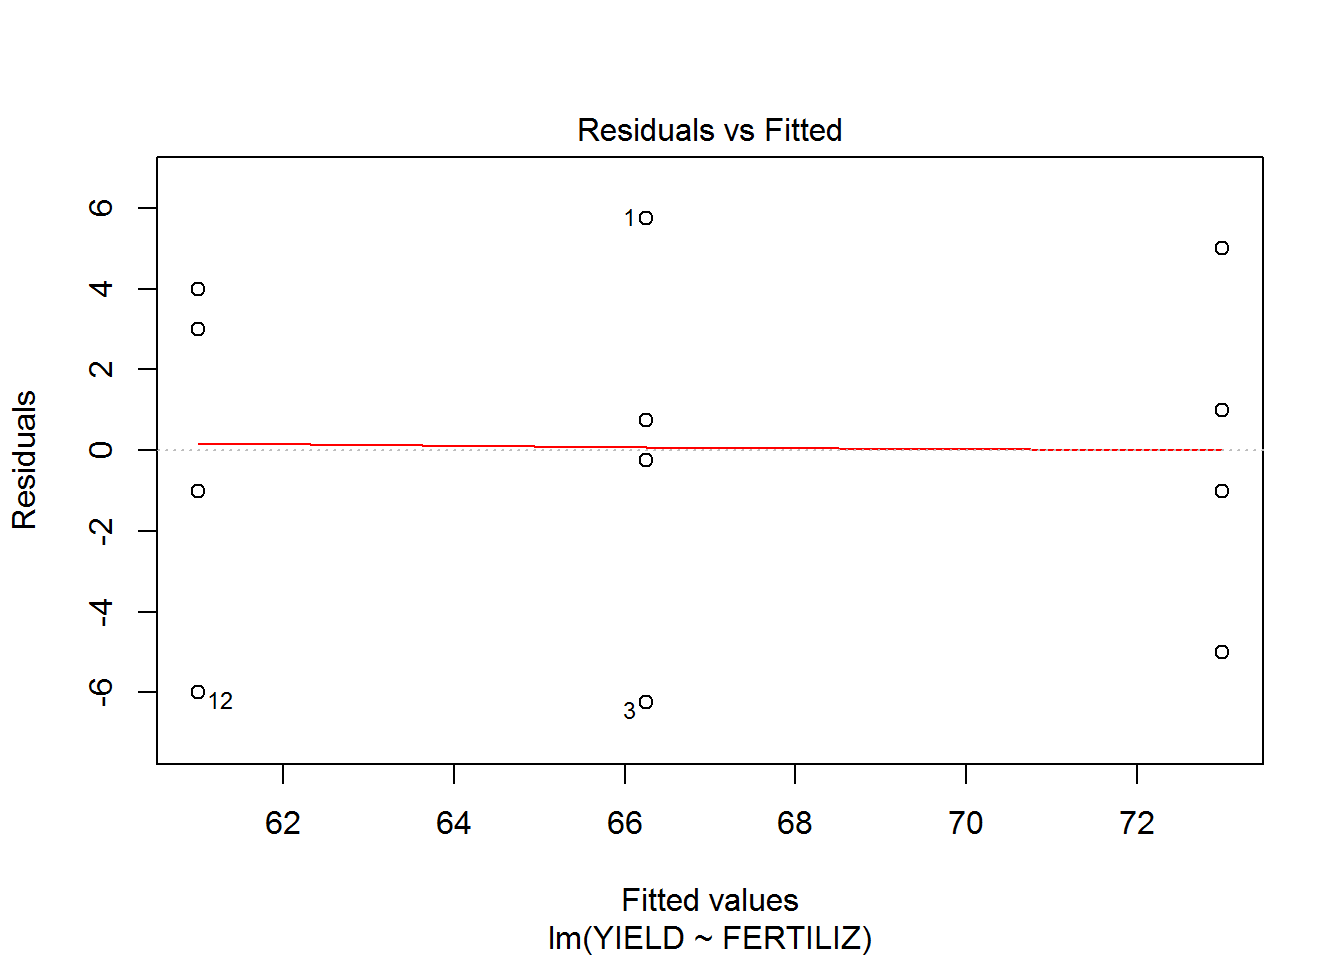 Residuals vs Fitted
Residuals
6
4
2
0
-2
-4
-6
1
12
3
62 64 66 68 70 72
Fitted values
lm(YIELD ~ FERTILIZ)